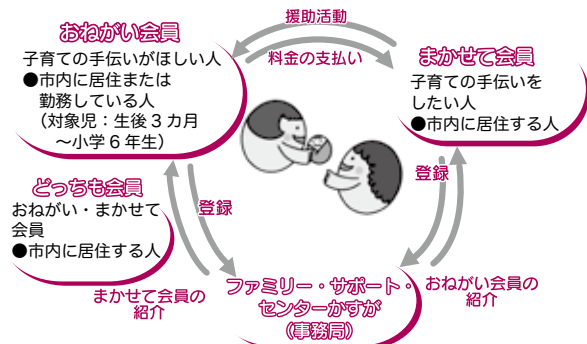 援助活動
料金の支払い
おねがい会員
子育ての手伝いがほしい人
●市内に居住または
勤務している人
（対象児：生後３カ月
～小学６年生）
まかせて会員
子育ての手伝いを
したい人
●市内に居住する人
どっちも会員
おねがい・まかせて
会員
●市内に居住する人
登録
登録
まかせて会員の
紹介
ファミリー・サポート・
センターかすが
（事務局）
おねがい会員の
紹介